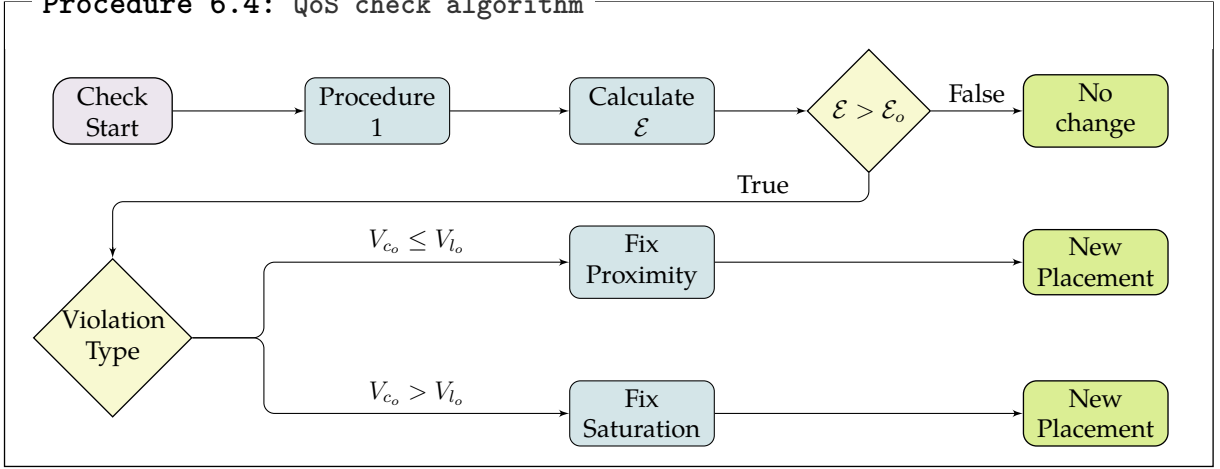 Procedure 6.4: QoS check algorithm
Check
Start
Procedure
1
Calculate
ℰ
ℰ > ℰₒ
False
No
change
True
Violation
Type
V_{c_o} ≤ V_{l_o}
Fix
Proximity
New
Placement
V_{c_o} > V_{l_o}
Fix
Saturation
New
Placement